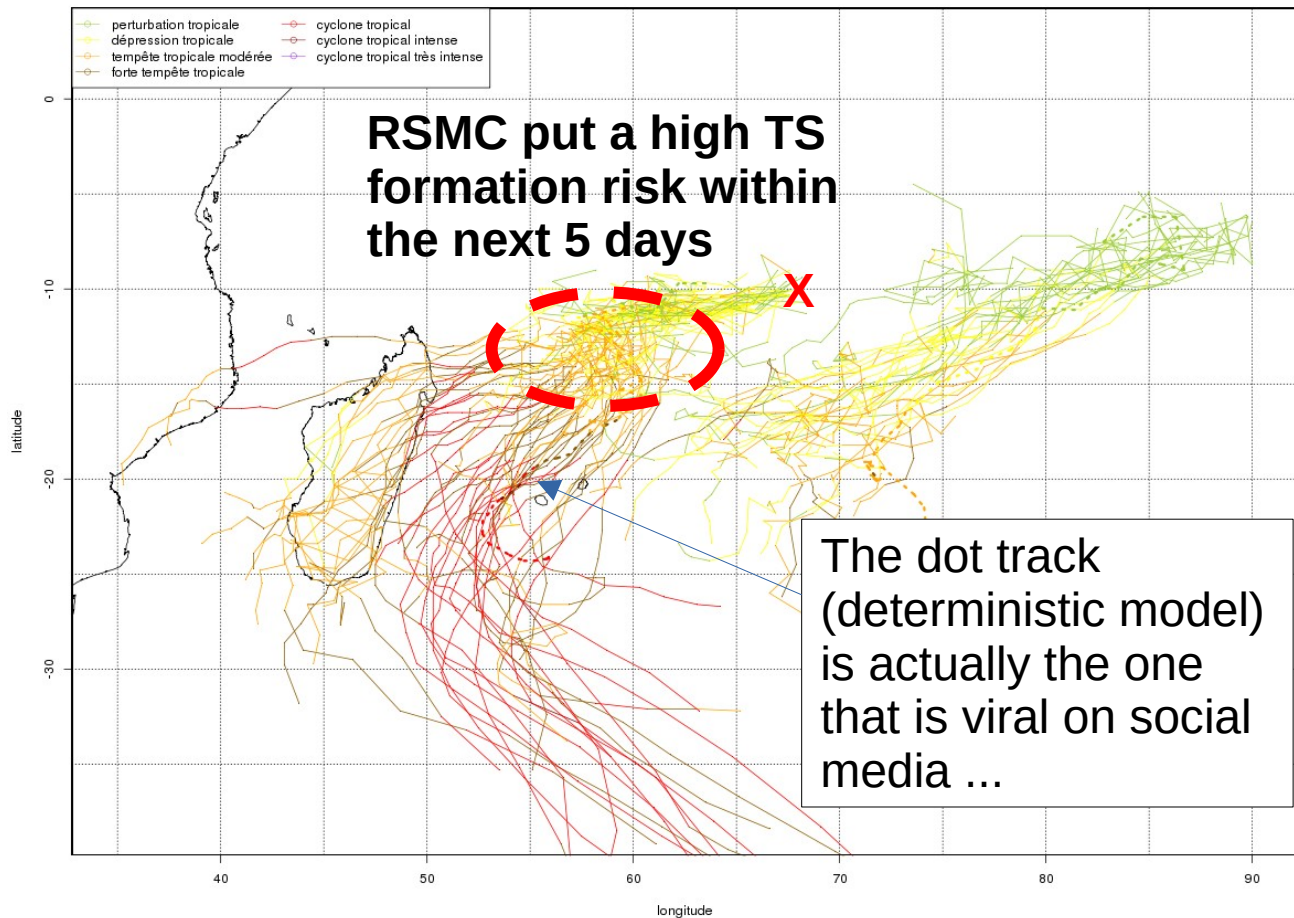 perturbation tropicale
dépression tropicale
tempête tropicale modérée
forte tempête tropicale
cyclone tropical
cyclone tropical intense
cyclone tropical très intense
RSMC put a high TS
formation risk within
the next 5 days
X
The dot track
(deterministic model)
is actually the one
that is viral on social
media ...
0
-10
-20
-30
latitude
40
50
60
70
80
90
longitude